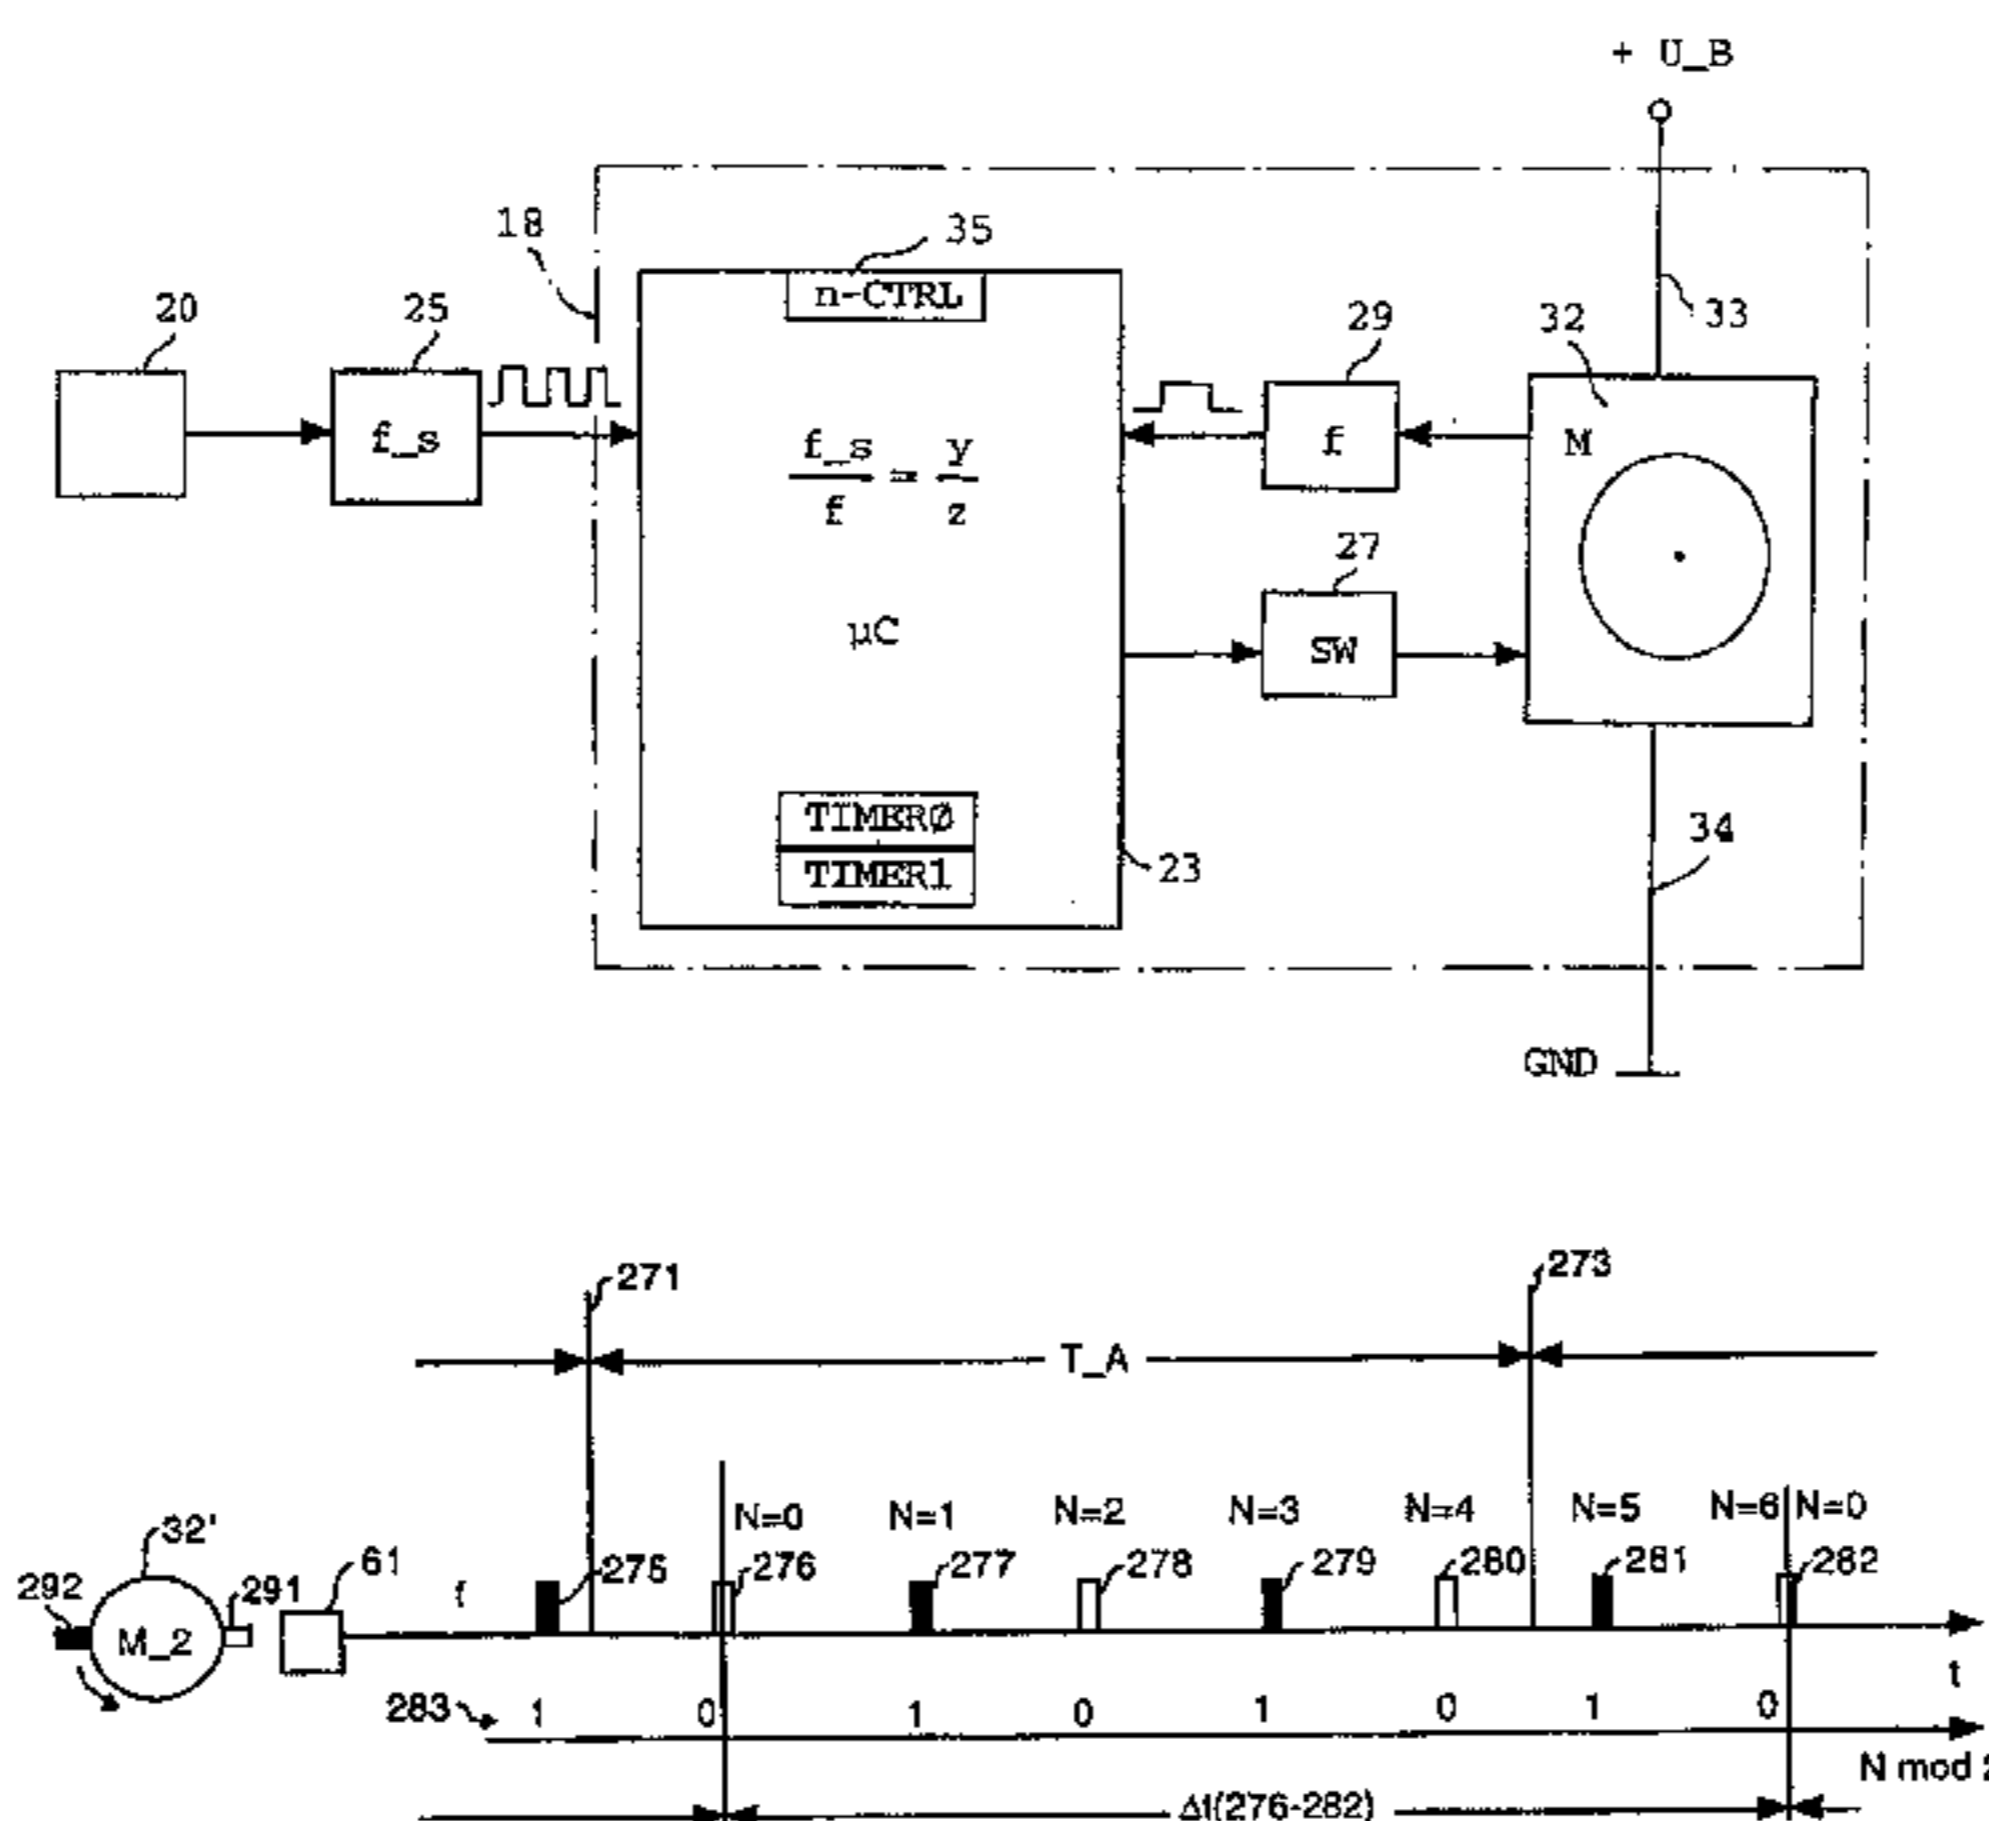 + U_B
18
35
n-CTRL
20
25
29
32
33
f_s
f_s
f
=
y
z
f
M
27
µC
SW
TIMERØ
TIMER1
23
34
GND
271
273
T_A
N=0
N=1
N=2
N=3
N=4
N=5
N=6
N=0
32'
61
292
291
M_2
f
275
276
277
278
279
280
281
282
t
283
1
0
1
0
1
0
1
0
N mod 2
Δt(276-282)